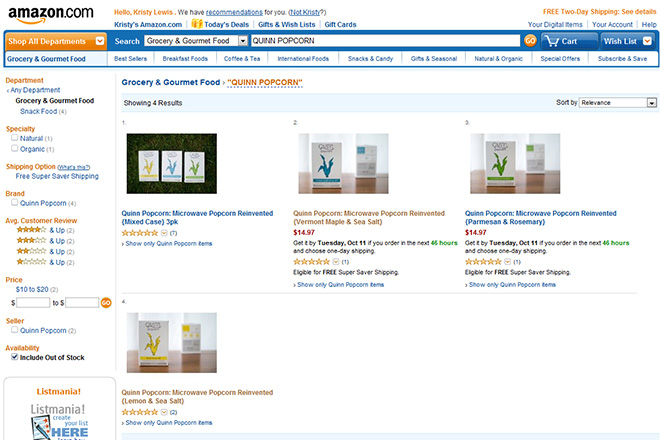 amazon.com
Hello, Kristy Lewis. We have recommendations for you. (Not Kristy?)
FREE Two-Day Shipping: See details
Kristy's Amazon.com Today's Deals Gifts & Wish Lists Gift Cards
Your Digital Items Your Account Help
Shop All Departments Search Grocery & Gourmet Food QUINN POPCORN GO Cart Wish List
Grocery & Gourmet Food Best Sellers Breakfast Foods Coffee & Tea International Foods Snacks & Candy Gifts & Seasonal Natural & Organic Special Offers Subscribe & Save
Department
‹ Any Department
Grocery & Gourmet Food
Snack Food (4)
Specialty
Natural (1)
Organic (1)
Shipping Option (What's this?)
Free Super Saver Shipping
Brand
Quinn Popcorn (4)
Avg. Customer Review
& Up (2)
& Up (2)
& Up (2)
& Up (2)
Price
$10 to $20 (2)
$ to $ GO
Seller
Quinn Popcorn (2)
Availability
Include Out of Stock
Listmania!
Listmania!
create
your list
HERE
Grocery & Gourmet Food › "QUINN POPCORN"
Showing 4 Results
Sort by Relevance
1.
Quinn Popcorn: Microwave Popcorn Reinvented
(Mixed Case) 3pk
(7)
› Show only Quinn Popcorn items
2.
QUINN
Quinn Popcorn: Microwave Popcorn Reinvented
(Vermont Maple & Sea Salt)
$14.97
Get it by Tuesday, Oct 11 if you order in the next 46 hours
and choose one-day shipping.
(1)
Eligible for FREE Super Saver Shipping.
› Show only Quinn Popcorn items
3.
QUINN
Quinn Popcorn: Microwave Popcorn Reinvented
(Parmesan & Rosemary)
$14.97
Get it by Tuesday, Oct 11 if you order in the next 46 hours
and choose one-day shipping.
(1)
Eligible for FREE Super Saver Shipping.
› Show only Quinn Popcorn items
4.
QUINN
Quinn Popcorn: Microwave Popcorn Reinvented
(Lemon & Sea Salt)
(2)
› Show only Quinn Popcorn items